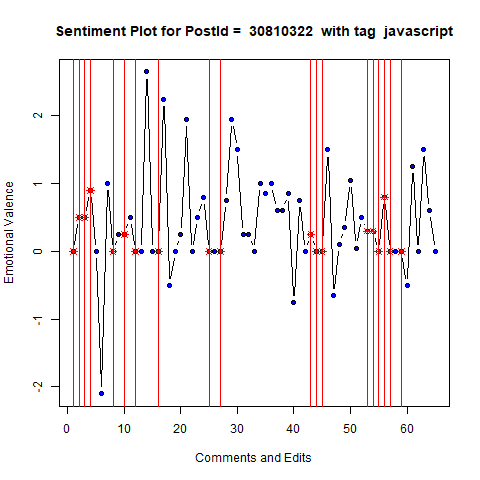 Sentiment Plot for PostId =  30810322  with tag  javascript
Emotional Valence
2
1
0
-1
-2
0 10 20 30 40 50 60
Comments and Edits